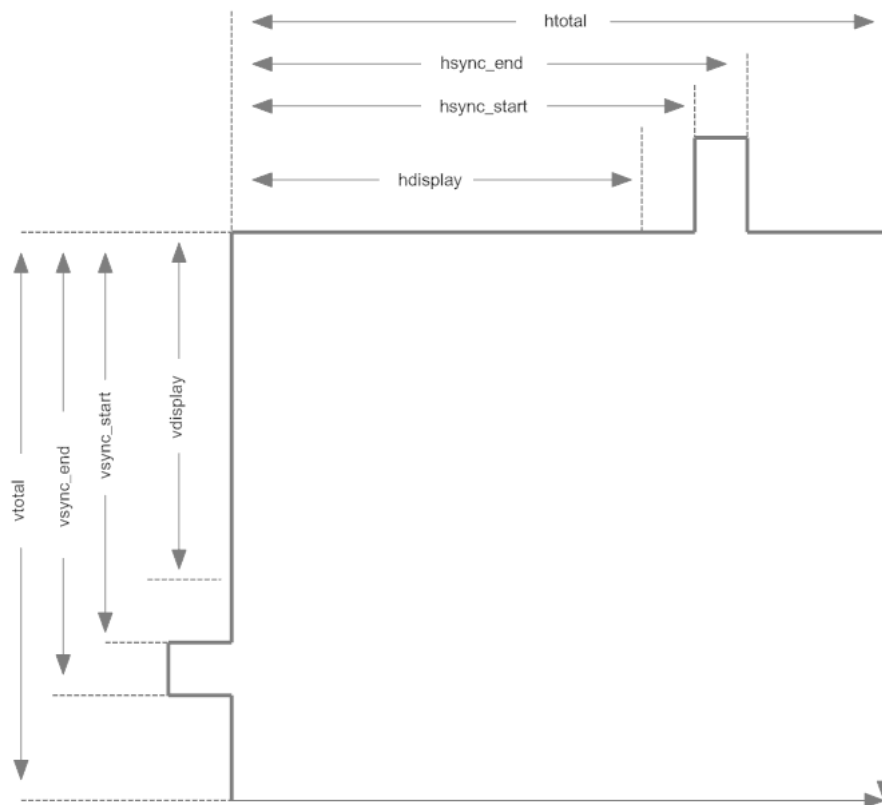 htotal
hsync_end
hsync_start
hdisplay
vtotal
vsync_end
vsync_start
vdisplay